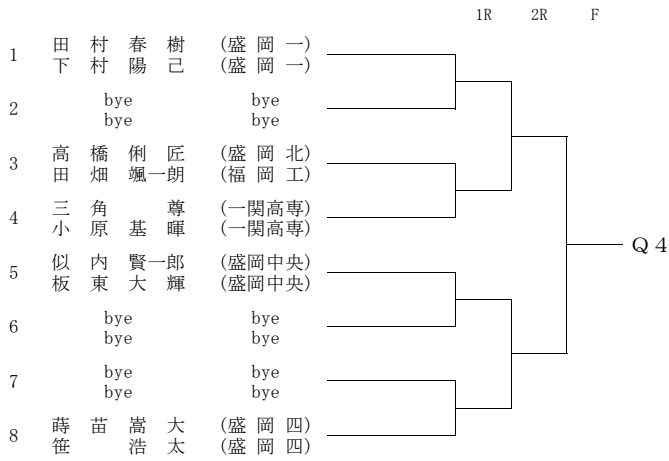 1R 2R F
1 田村春樹 (盛岡一)
下村陽己 (盛岡一)
2 bye bye
bye bye
3 高橋俐匠 (盛岡北)
田畑颯一朗 (福岡工)
4 三角尊 (一関高専)
小原基暉 (一関高専)
Q4
5 似内賢一郎 (盛岡中央)
板東大輝 (盛岡中央)
6 bye bye
bye bye
7 bye bye
bye bye
8 蒔苗嵩大 (盛岡四)
笹浩太 (盛岡四)